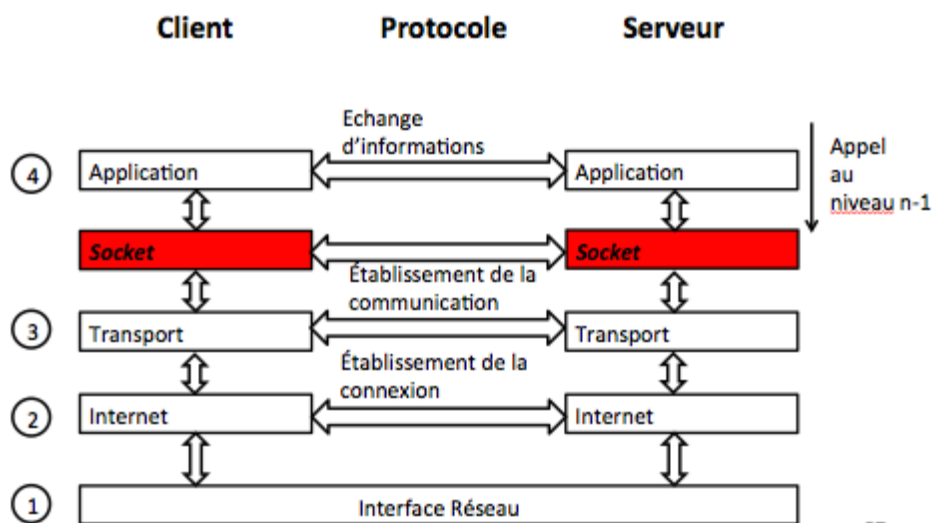 Client Protocole Serveur
Echange
d'informations
4 Application Application
Appel
au
niveau n-1
Socket Socket
Établissement de la
communication
3 Transport Transport
Établissement de la
connexion
2 Internet Internet
1 Interface Réseau